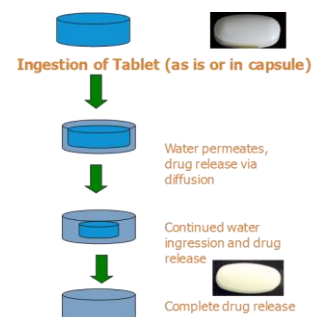 Ingestion of Tablet (as is or in capsule)
Water permeates,
drug release via
diffusion
Continued water
ingression and drug
release
Complete drug release